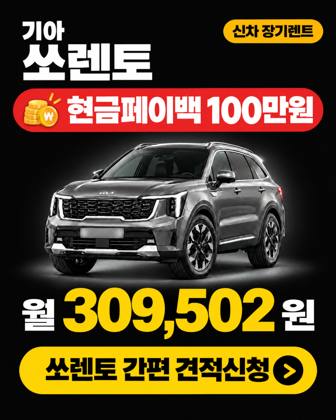 기아
신차 장기렌트
쏘렌토
현금페이백 100만원
월 309,502 원
쏘렌토 간편 견적신청